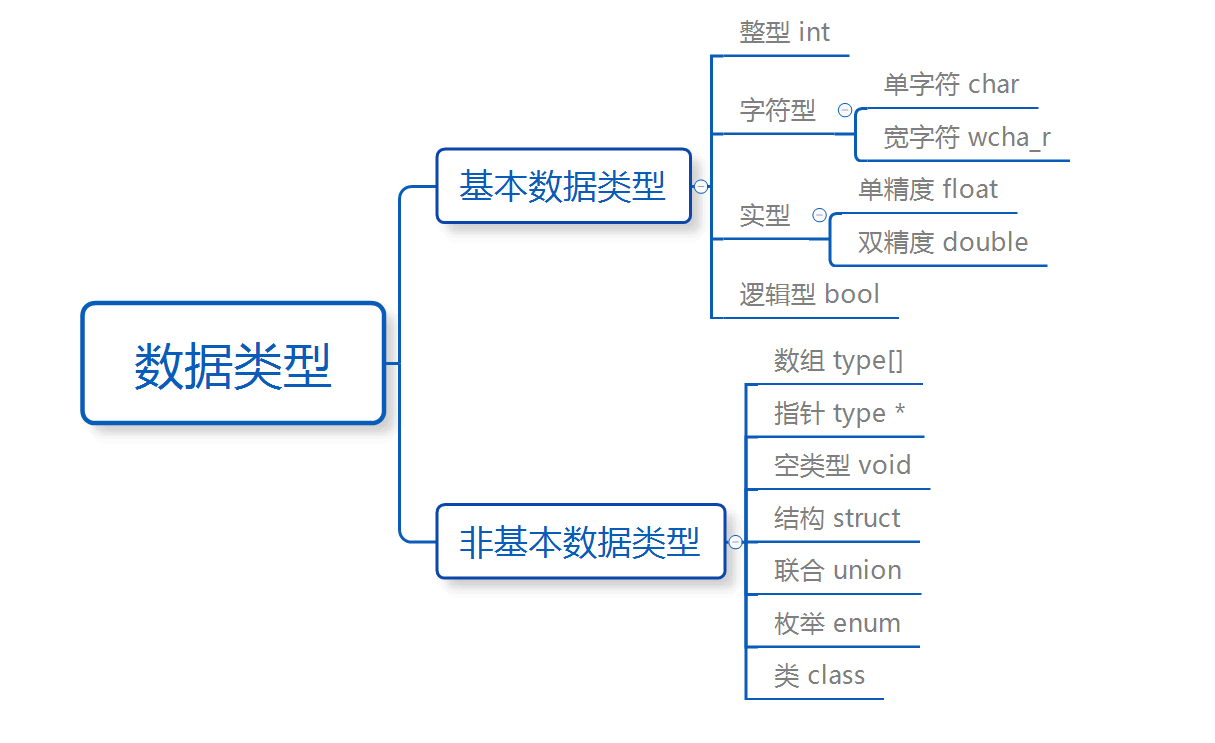 数据类型
基本数据类型
整型 int
字符型
单字符 char
宽字符 wcha_r
实型
单精度 float
双精度 double
逻辑型 bool
非基本数据类型
数组 type[]
指针 type *
空类型 void
结构 struct
联合 union
枚举 enum
类 class